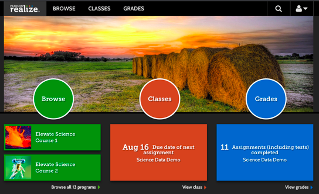 realize.
BROWSE CLASSES GRADES
Browse
Classes
Grades
Elevate Science
Course 1
Elevate Science
Course 2
Aug 16 Due date of next
assignment
Science Data Demo
11 Assignments (including tests)
completed
Science Data Demo
Browse all 13 programs
View class
View grades